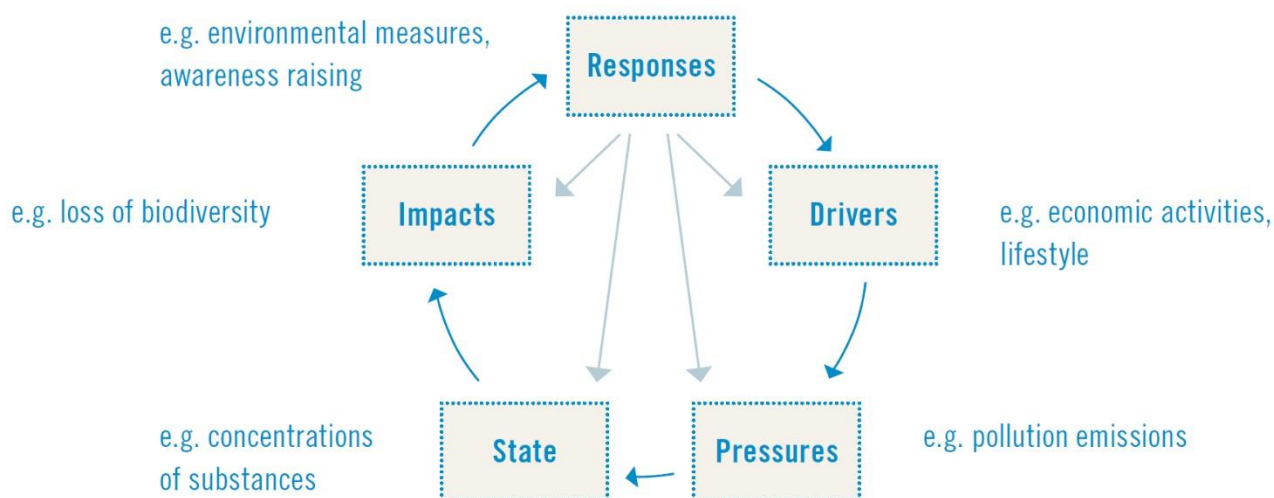 e.g. environmental measures,
awareness raising
Responses
e.g. loss of biodiversity
Impacts
Drivers
e.g. economic activities,
lifestyle
e.g. concentrations
of substances
State
Pressures
e.g. pollution emissions